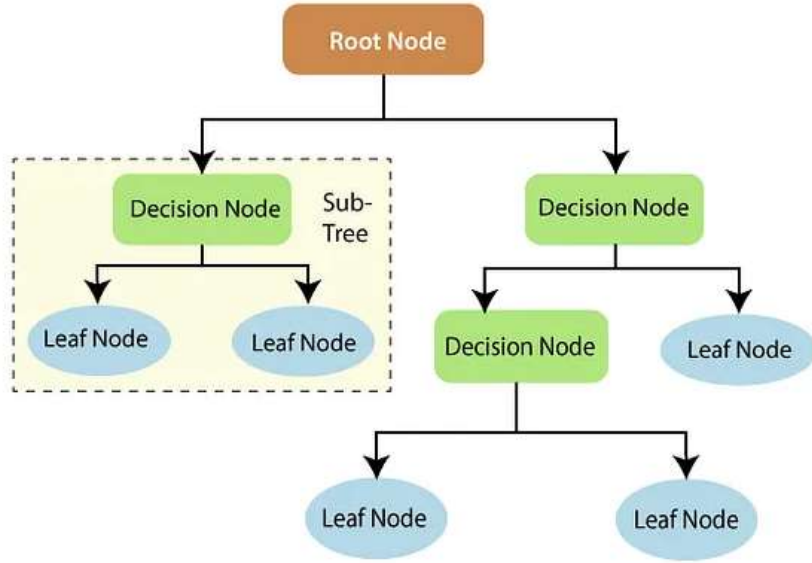 Root Node
Decision Node
Sub-
Tree
Decision Node
Leaf Node
Leaf Node
Decision Node
Leaf Node
Leaf Node
Leaf Node